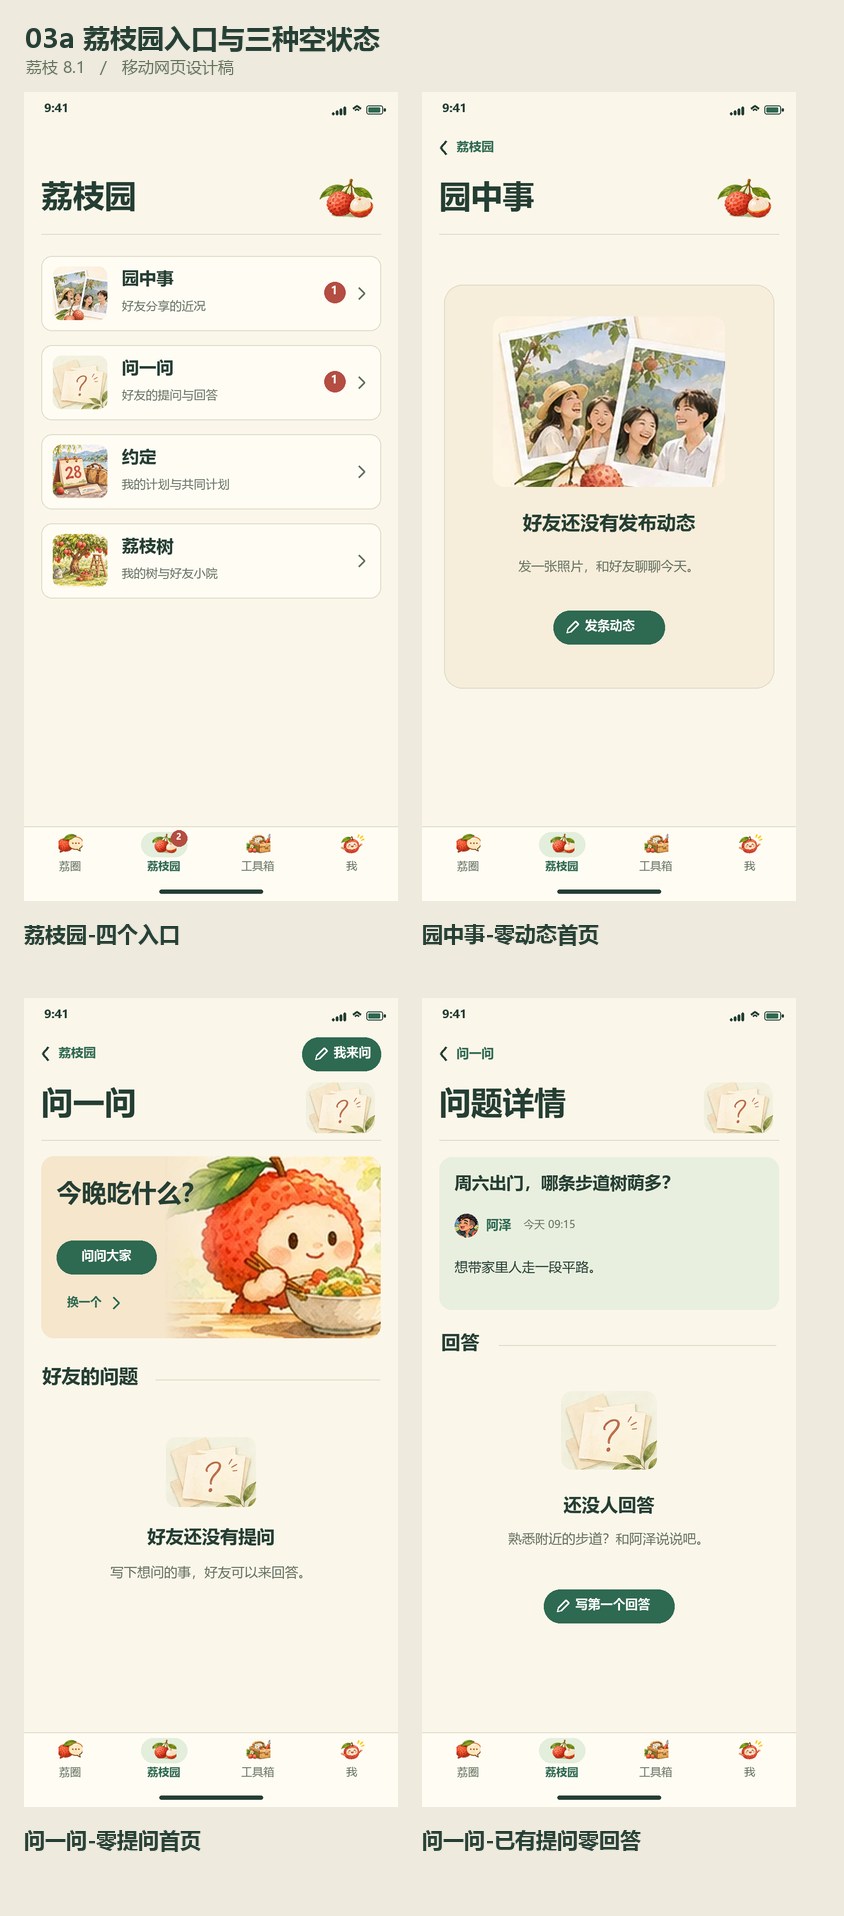 03a 荔枝园入口与三种空状态
荔枝 8.1 / 移动网页设计稿
9:41
荔枝园
园中事
好友分享的近况
1
问一问
好友的提问与回答
1
约定
我的计划与共同计划
28
荔枝树
我的树与好友小院
2
荔圈
荔枝园
工具箱
我
荔枝园-四个入口
9:41
荔枝园
园中事
好友还没有发布动态
发一张照片，和好友聊聊今天。
发条动态
荔圈
荔枝园
工具箱
我
园中事-零动态首页
9:41
荔枝园
我来问
问一问
?
今晚吃什么？
问问大家
换一个
好友的问题
?
好友还没有提问
写下想问的事，好友可以来回答。
荔圈
荔枝园
工具箱
我
问一问-零提问首页
9:41
问一问
问题详情
?
周六出门，哪条步道树荫多？
阿泽 今天 09:15
想带家里人走一段平路。
回答
?
还没人回答
熟悉附近的步道？和阿泽说说吧。
写第一个回答
荔圈
荔枝园
工具箱
我
问一问-已有提问零回答